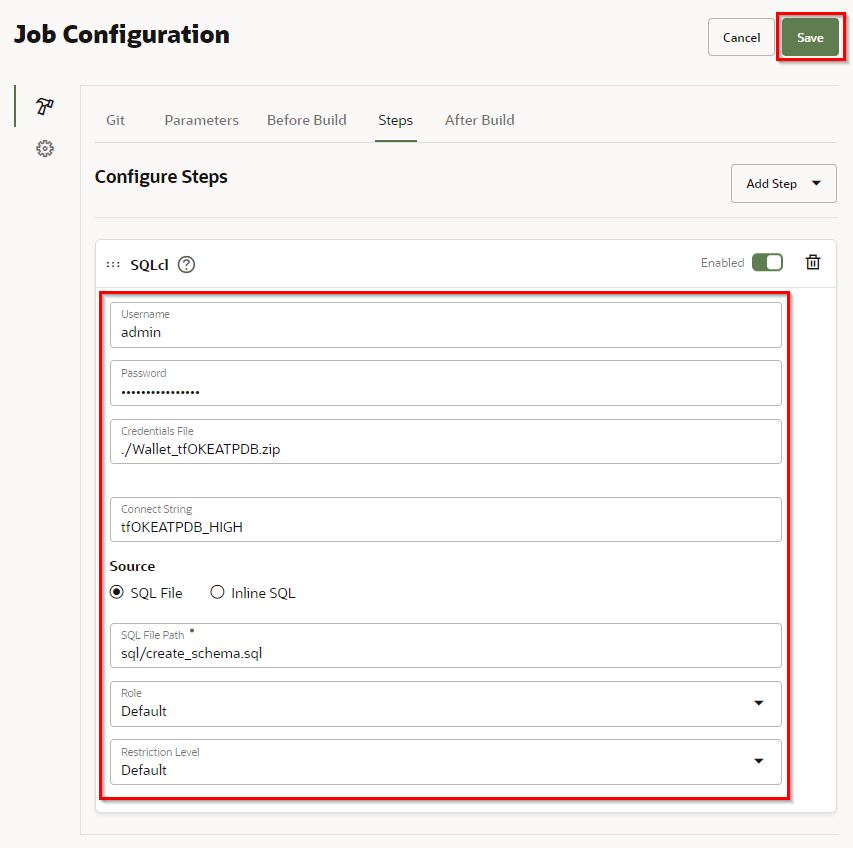 Job Configuration
Cancel
Save
Git
Parameters
Before Build
Steps
After Build
Configure Steps
Add Step
SQLcl
Enabled
Username
admin
Password
••••••••••••••••
Credentials File
./Wallet_tfOKEATPDB.zip
Connect String
tfOKEATPDB_HIGH
Source
SQL File
Inline SQL
SQL File Path
sql/create_schema.sql
Role
Default
Restriction Level
Default